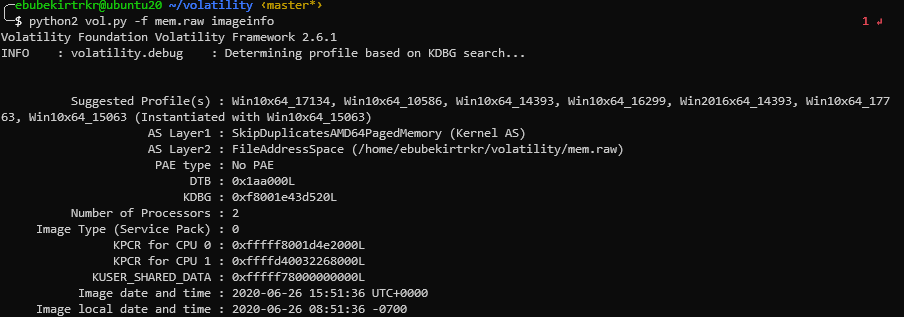 ebubekirtrkr@ubuntu20 ~/volatility ‹master*›
$ python2 vol.py -f mem.raw imageinfo 1 ↲
Volatility Foundation Volatility Framework 2.6.1
INFO : volatility.debug : Determining profile based on KDBG search...
Suggested Profile(s) : Win10x64_17134, Win10x64_10586, Win10x64_14393, Win10x64_16299, Win2016x64_14393, Win10x64_177
63, Win10x64_15063 (Instantiated with Win10x64_15063)
AS Layer1 : SkipDuplicatesAMD64PagedMemory (Kernel AS)
AS Layer2 : FileAddressSpace (/home/ebubekirtrkr/volatility/mem.raw)
PAE type : No PAE
DTB : 0x1aa000L
KDBG : 0xf8001e43d520L
Number of Processors : 2
Image Type (Service Pack) : 0
KPCR for CPU 0 : 0xfffff8001d4e2000L
KPCR for CPU 1 : 0xffffd40032268000L
KUSER_SHARED_DATA : 0xfffff78000000000L
Image date and time : 2020-06-26 15:51:36 UTC+0000
Image local date and time : 2020-06-26 08:51:36 -0700